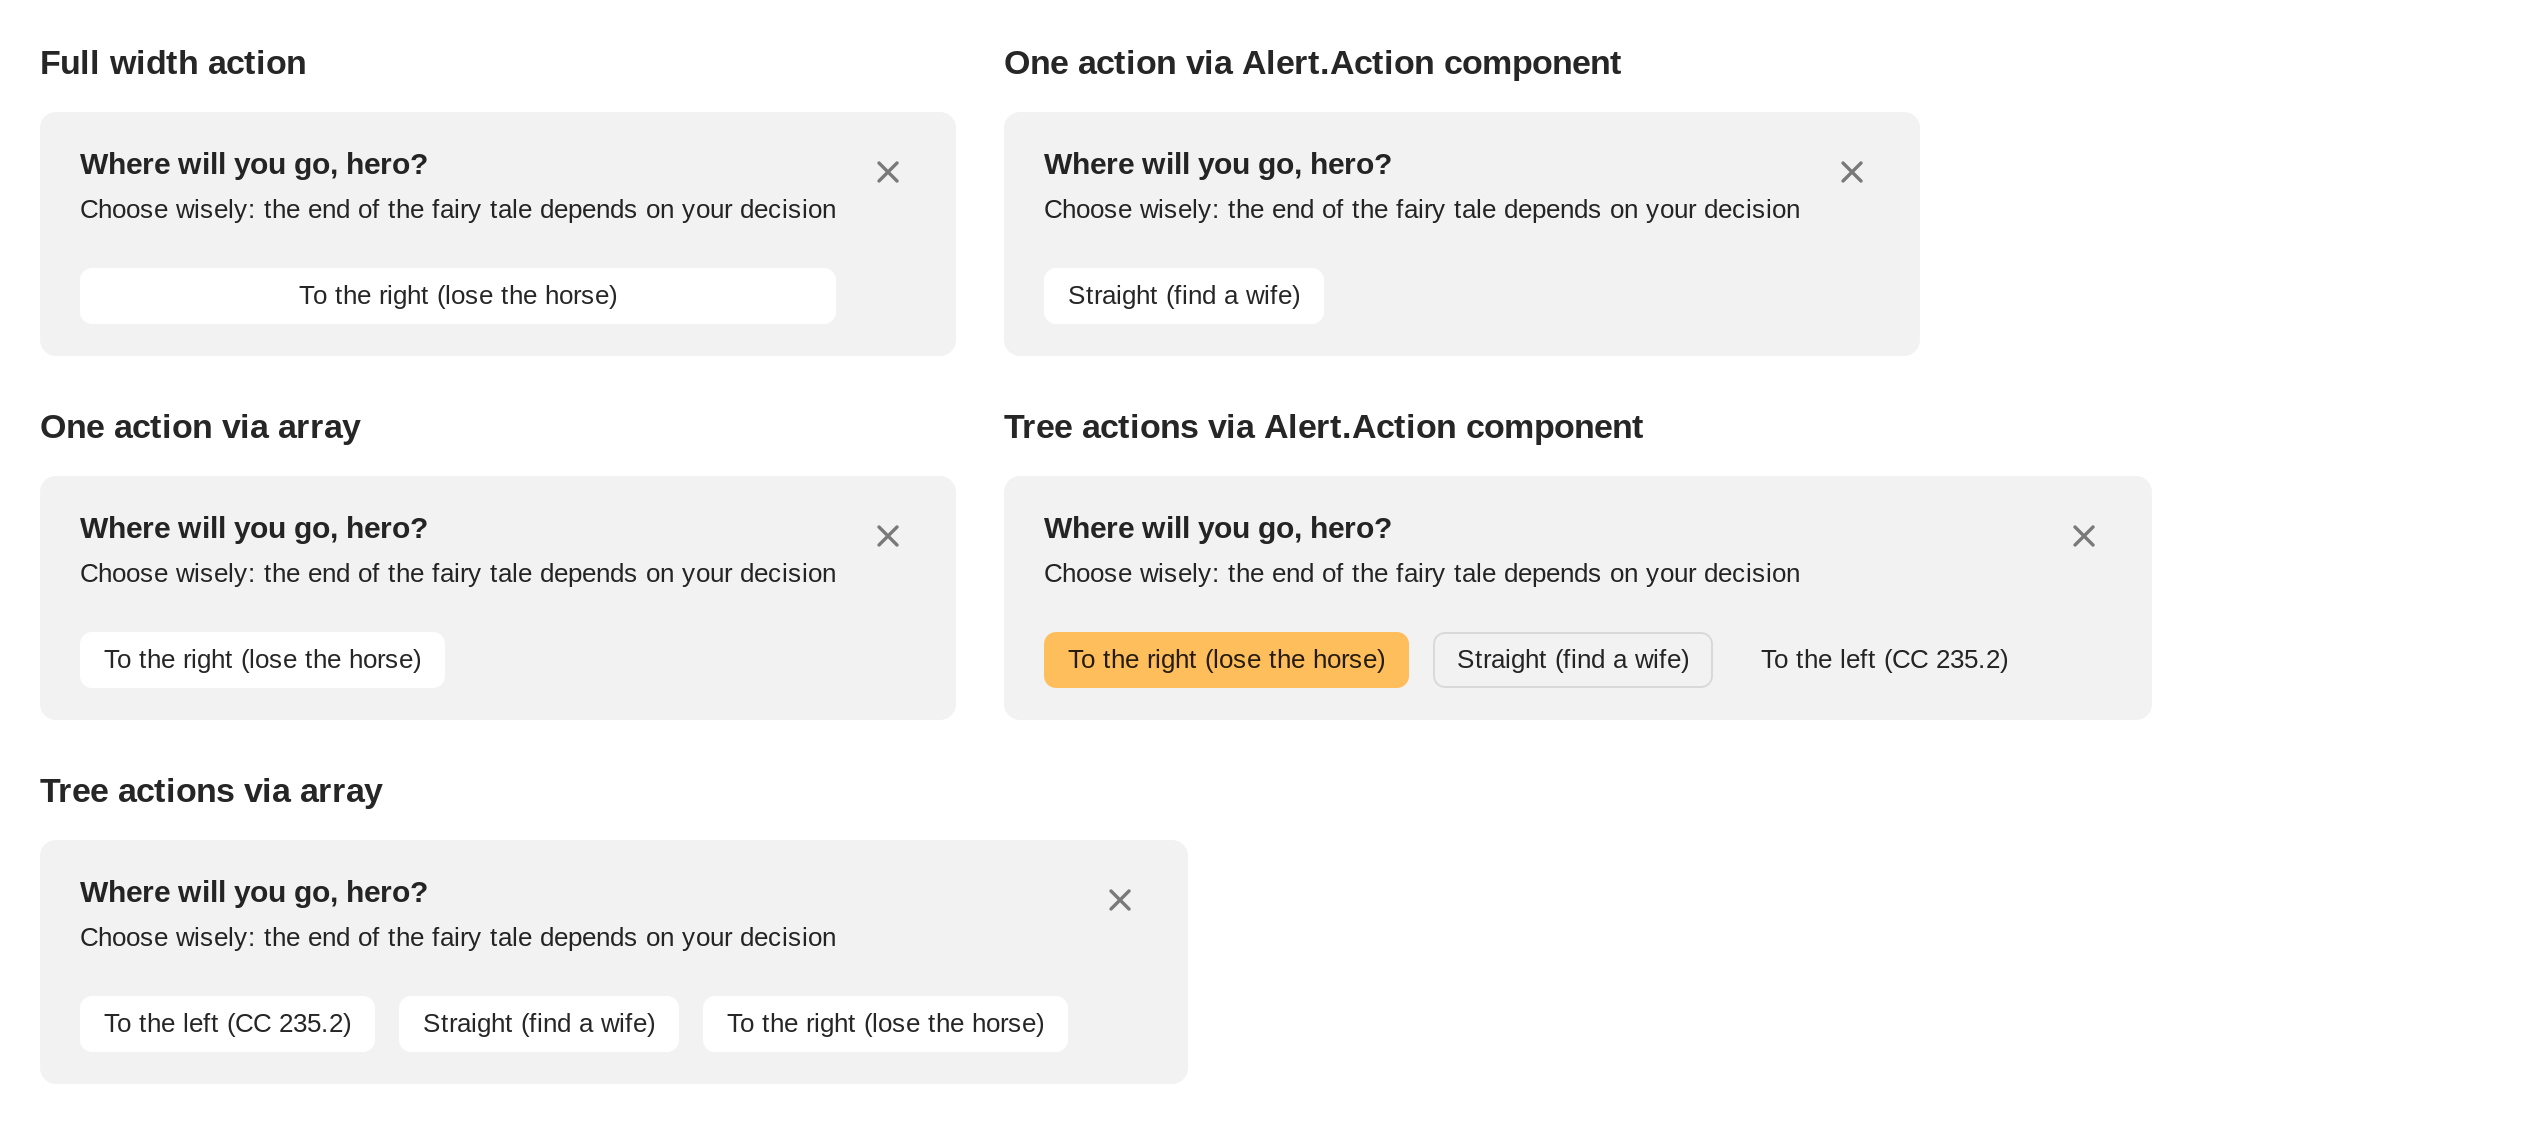 Full width action
Where will you go, hero?
Choose wisely: the end of the fairy tale depends on your decision
To the right (lose the horse)
One action via Alert.Action component
Where will you go, hero?
Choose wisely: the end of the fairy tale depends on your decision
Straight (find a wife)
One action via array
Where will you go, hero?
Choose wisely: the end of the fairy tale depends on your decision
To the right (lose the horse)
Tree actions via Alert.Action component
Where will you go, hero?
Choose wisely: the end of the fairy tale depends on your decision
To the right (lose the horse) Straight (find a wife) To the left (CC 235.2)
Tree actions via array
Where will you go, hero?
Choose wisely: the end of the fairy tale depends on your decision
To the left (CC 235.2) Straight (find a wife) To the right (lose the horse)